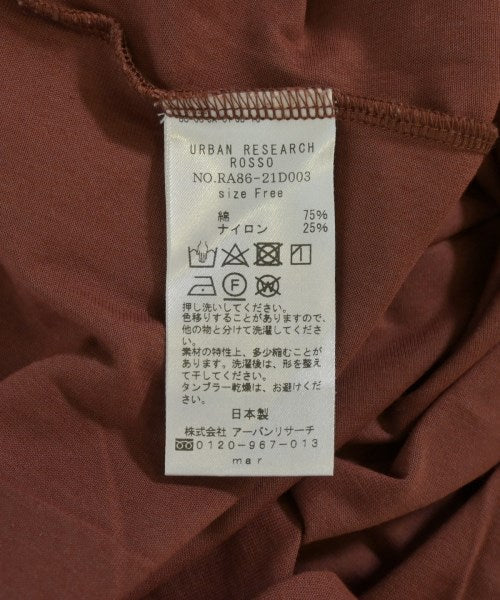 URBAN RESEARCH
ROSSO
NO.RA86-21D003
size Free
綿 75%
ナイロン 25%
押し洗いしてください。
色移りすることがありますので、
他の物と分けて洗濯してください。
素材の特性上、多少縮むことが
あります。洗濯後は、形を整え
て干してください。
タンブラー乾燥は、お避けくだ
さい。
日本製
株式会社 アーバンリサーチ
0120-967-013
mar